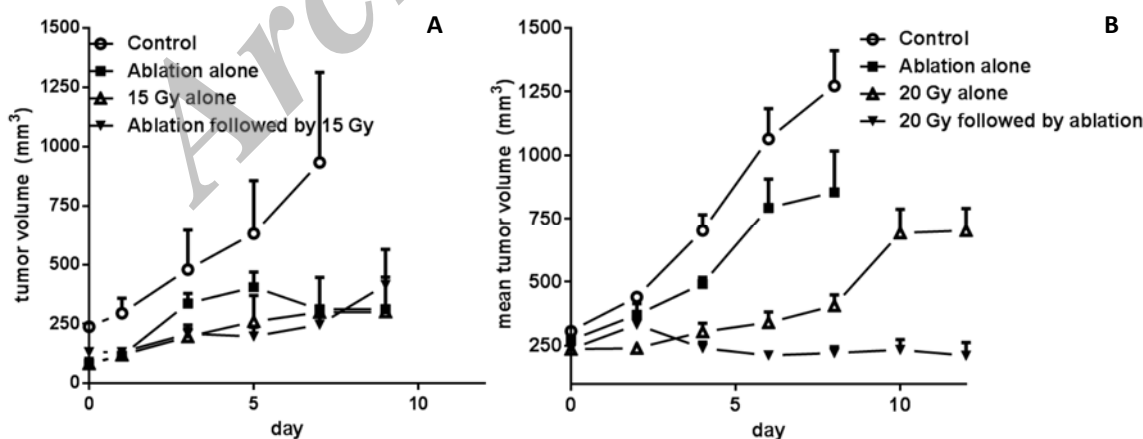 A
1500
1250
1000
750
500
250
0
tumor volume (mm³)
Control
Ablation alone
15 Gy alone
Ablation followed by 15 Gy
0
5
10
day
B
1500
1250
1000
750
500
250
mean tumor volume (mm³)
Control
Ablation alone
20 Gy alone
20 Gy followed by ablation
0
5
10
day